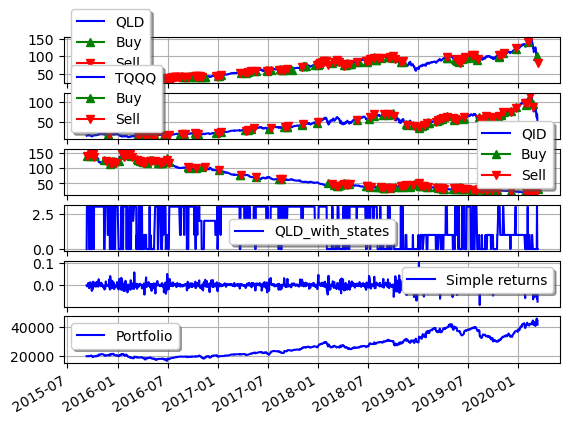 QLD
Buy
Sell
150
100
50
TQQQ
Buy
Sell
100
50
QID
Buy
Sell
150
100
50
QLD_with_states
2.5
0.0
Simple returns
0.1
0.0
Portfolio
40000
20000
2015-07
2016-01
2016-07
2017-01
2017-07
2018-01
2018-07
2019-01
2019-07
2020-01